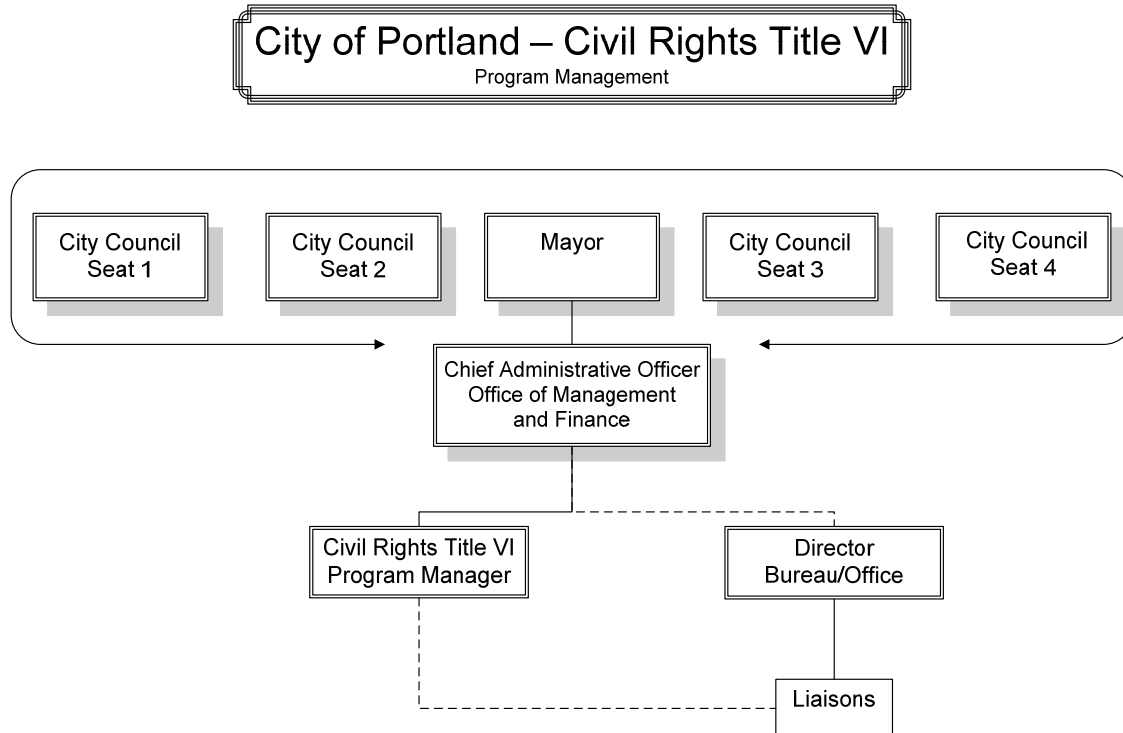 City of Portland – Civil Rights Title VI
Program Management
City Council
Seat 1
City Council
Seat 2
Mayor
City Council
Seat 3
City Council
Seat 4
Chief Administrative Officer
Office of Management
and Finance
Civil Rights Title VI
Program Manager
Director
Bureau/Office
Liaisons